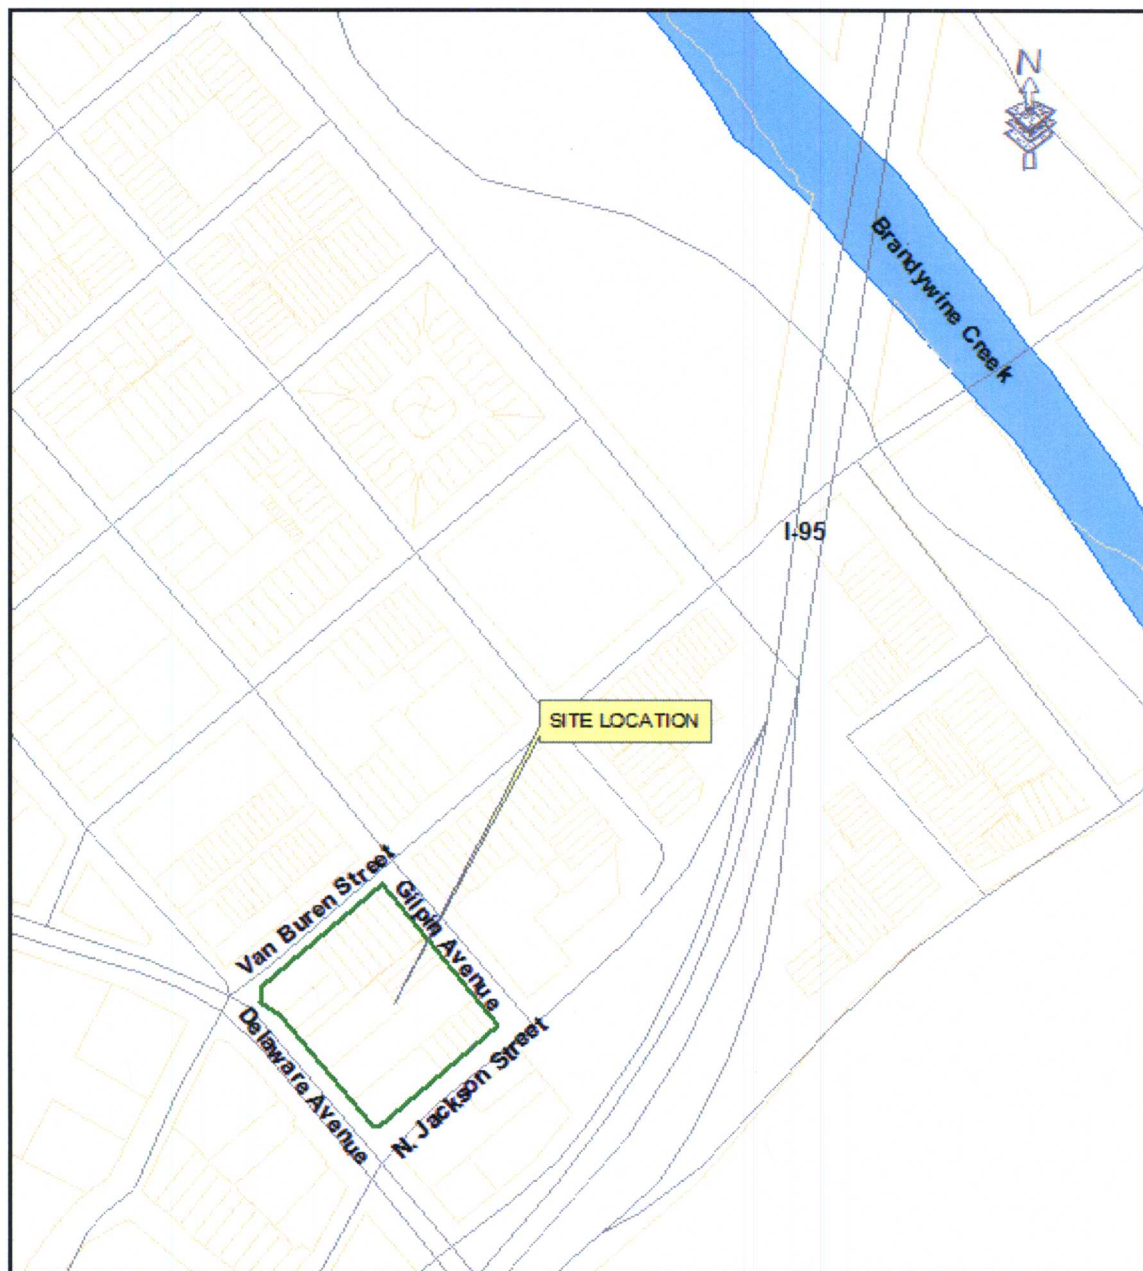 N
Brandywine Creek
I-95
SITE LOCATION
Van Buren Street
Gilpin Avenue
Delaware Avenue
N. Jackson Street